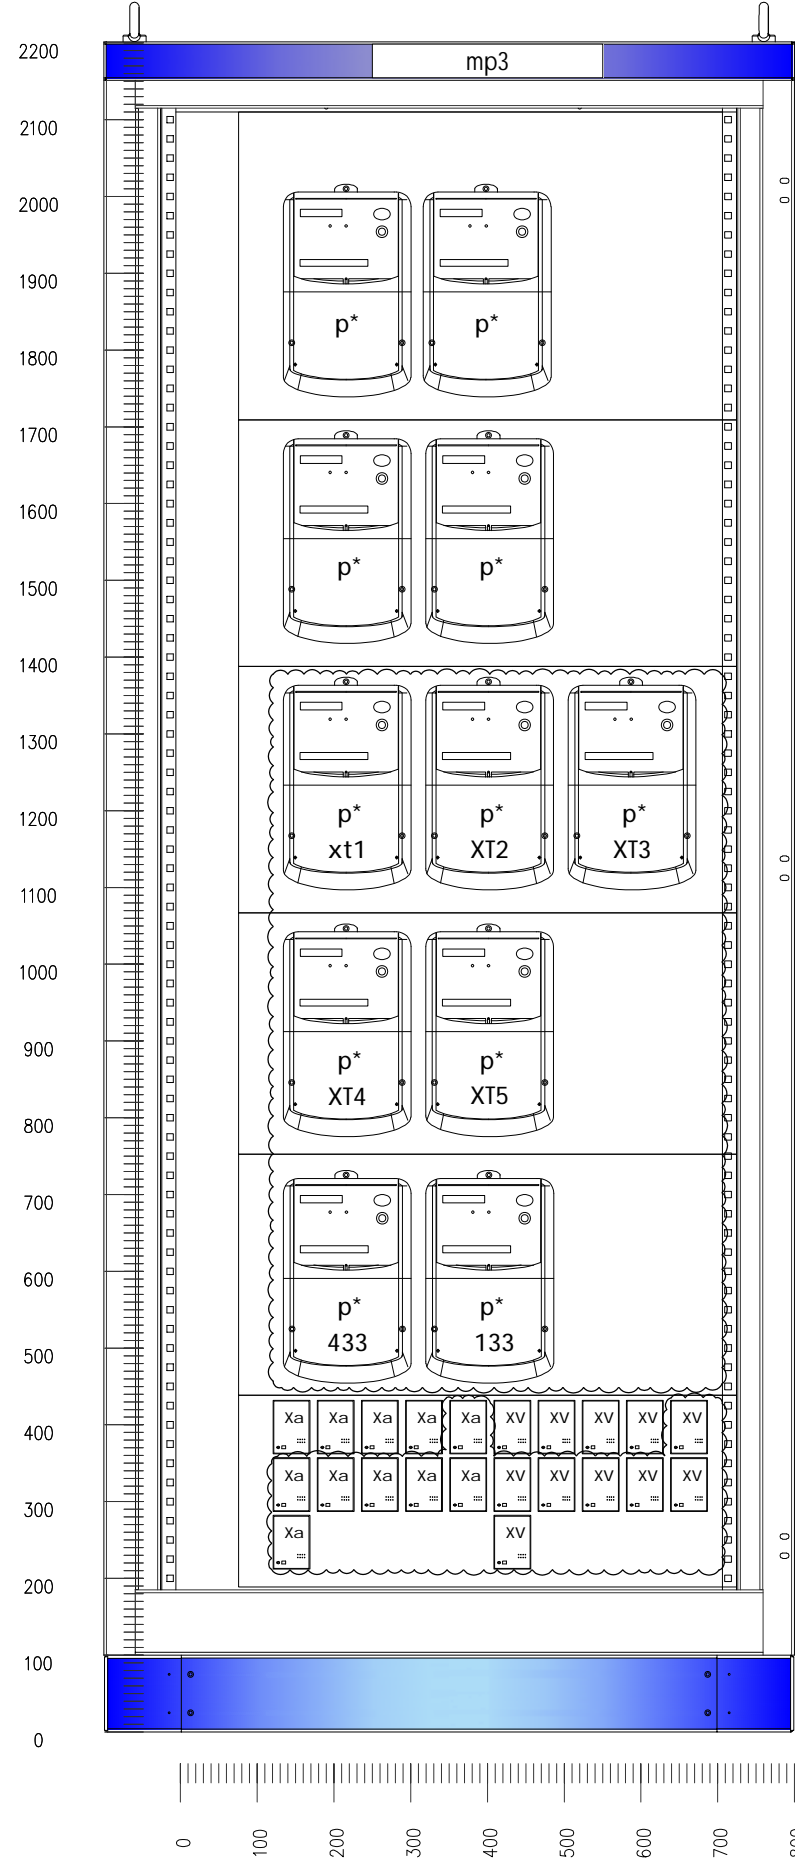 2200
mp3
2100
2000
1900
p* p*
1800
1700
1600
p* p*
1500
1400
1300
1200
p* p* p*
xt1 XT2 XT3
1100
1000
900
p* p*
XT4 XT5
800
700
600
p* p*
433 133
500
400
Xa Xa Xa Xa Xa XV XV XV XV XV
Xa Xa Xa Xa Xa XV XV XV XV XV
300
Xa XV
200
100
0
0 100 200 300 400 500 600 700 800